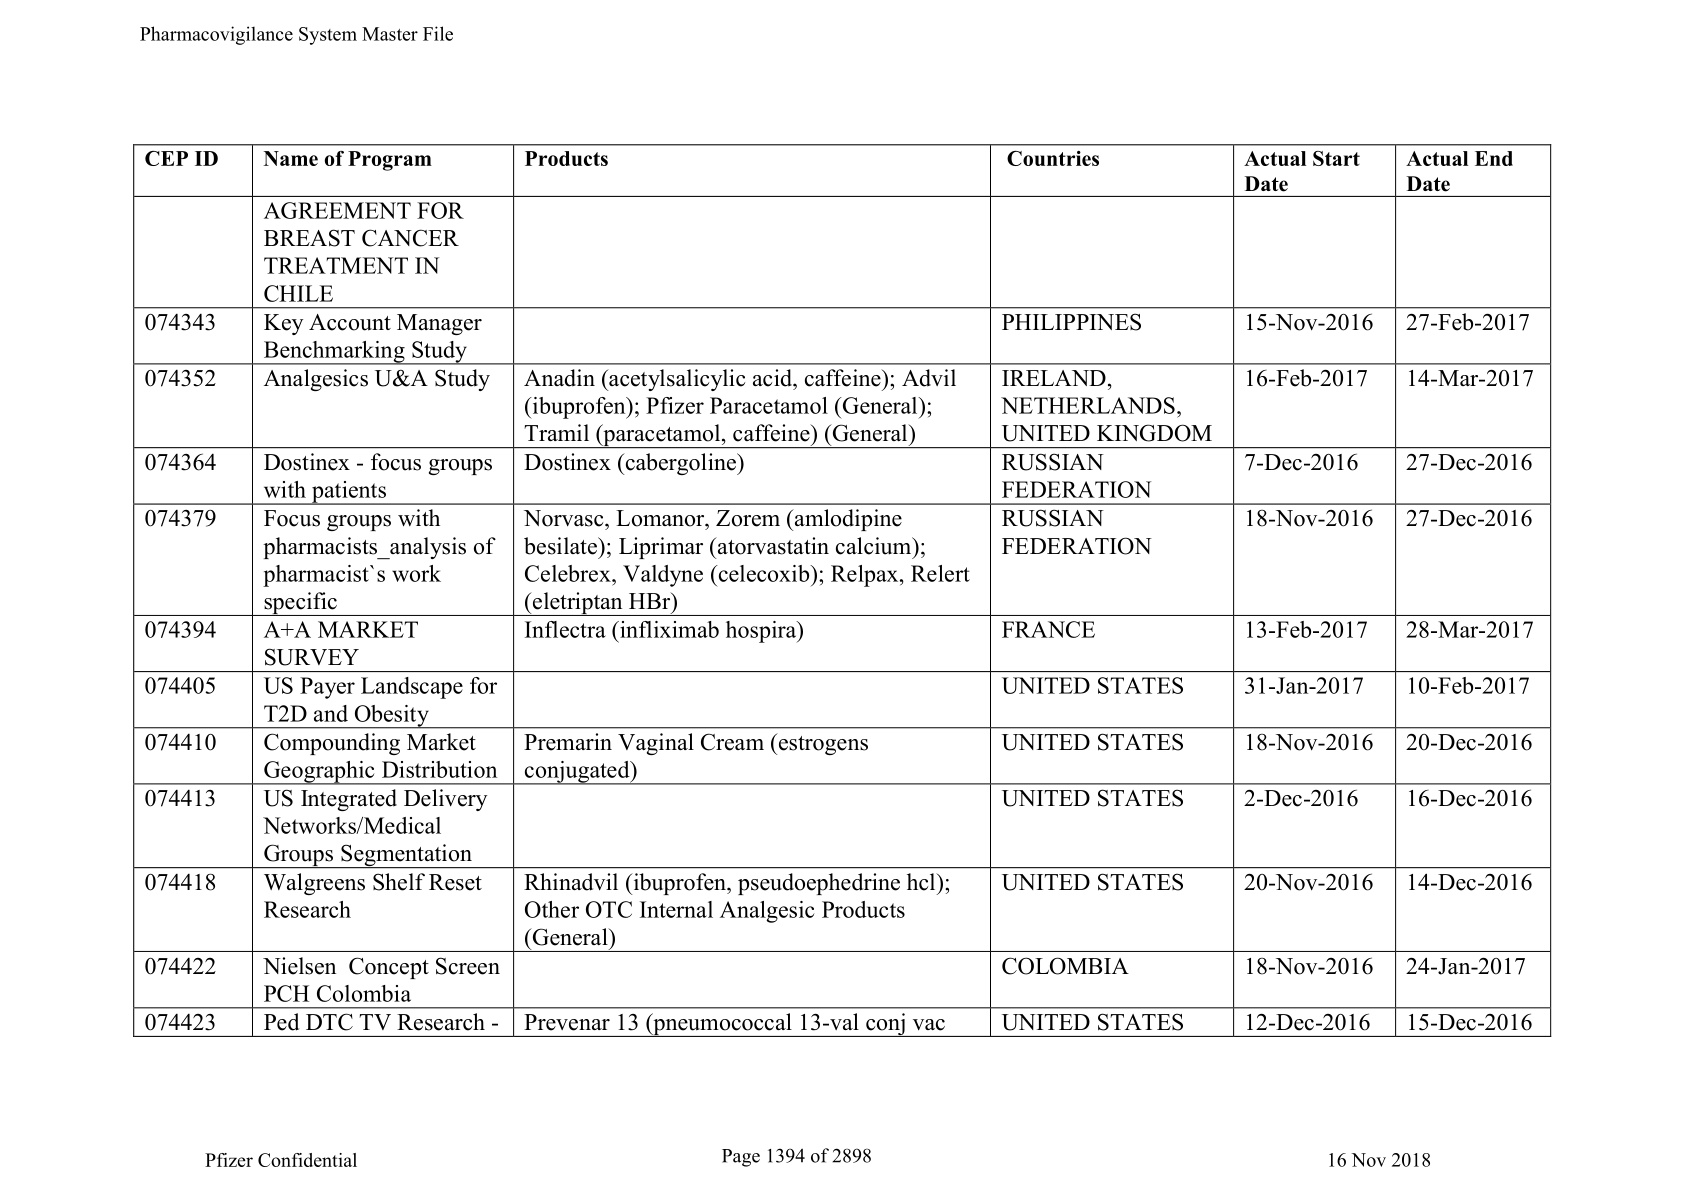 Pharmacovigilance System Master File
CEP ID Name of Program Products Countries Actual Start Date Actual End Date
AGREEMENT FOR
BREAST CANCER
TREATMENT IN
CHILE
074343 Key Account Manager PHILIPPINES 15-Nov-2016 27-Feb-2017
Benchmarking Study
074352 Analgesics U&A Study Anadin (acetylsalicylic acid, caffeine); Advil IRELAND, 16-Feb-2017 14-Mar-2017
(ibuprofen); Pfizer Paracetamol (General); NETHERLANDS,
Tramil (paracetamol, caffeine) (General) UNITED KINGDOM
074364 Dostinex - focus groups Dostinex (cabergoline) RUSSIAN 7-Dec-2016 27-Dec-2016
with patients FEDERATION
074379 Focus groups with Norvasc, Lomanor, Zorem (amlodipine RUSSIAN 18-Nov-2016 27-Dec-2016
pharmacists_analysis of besilate); Liprimar (atorvastatin calcium); FEDERATION
pharmacist`s work Celebrex, Valdyne (celecoxib); Relpax, Relert
specific (eletriptan HBr)
074394 A+A MARKET Inflectra (infliximab hospira) FRANCE 13-Feb-2017 28-Mar-2017
SURVEY
074405 US Payer Landscape for UNITED STATES 31-Jan-2017 10-Feb-2017
T2D and Obesity
074410 Compounding Market Premarin Vaginal Cream (estrogens UNITED STATES 18-Nov-2016 20-Dec-2016
Geographic Distribution conjugated)
074413 US Integrated Delivery UNITED STATES 2-Dec-2016 16-Dec-2016
Networks/Medical
Groups Segmentation
074418 Walgreens Shelf Reset Rhinadvil (ibuprofen, pseudoephedrine hcl); UNITED STATES 20-Nov-2016 14-Dec-2016
Research Other OTC Internal Analgesic Products
(General)
074422 Nielsen  Concept Screen COLOMBIA 18-Nov-2016 24-Jan-2017
PCH Colombia
074423 Ped DTC TV Research - Prevenar 13 (pneumococcal 13-val conj vac UNITED STATES 12-Dec-2016 15-Dec-2016
Pfizer Confidential Page 1394 of 2898 16 Nov 2018